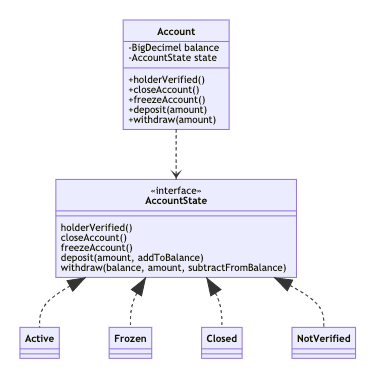 Account
-BigDecimel balance
-AccountState state
+holderVerified()
+closeAccount()
+freezeAccount()
+deposit(amount)
+withdraw(amount)
«interface»
AccountState
holderVerified()
closeAccount()
freezeAccount()
deposit(amount, addToBalance)
withdraw(balance, amount, subtractFromBalance)
Active
Frozen
Closed
NotVerified